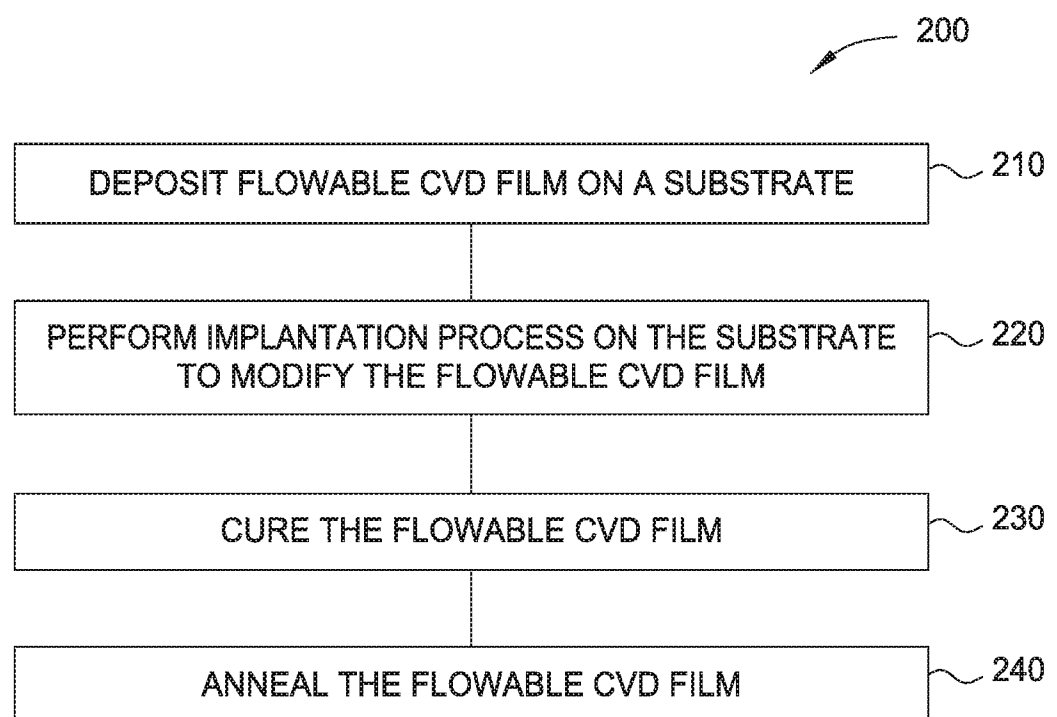 200
DEPOSIT FLOWABLE CVD FILM ON A SUBSTRATE
210
PERFORM IMPLANTATION PROCESS ON THE SUBSTRATE
TO MODIFY THE FLOWABLE CVD FILM
220
CURE THE FLOWABLE CVD FILM
230
ANNEAL THE FLOWABLE CVD FILM
240